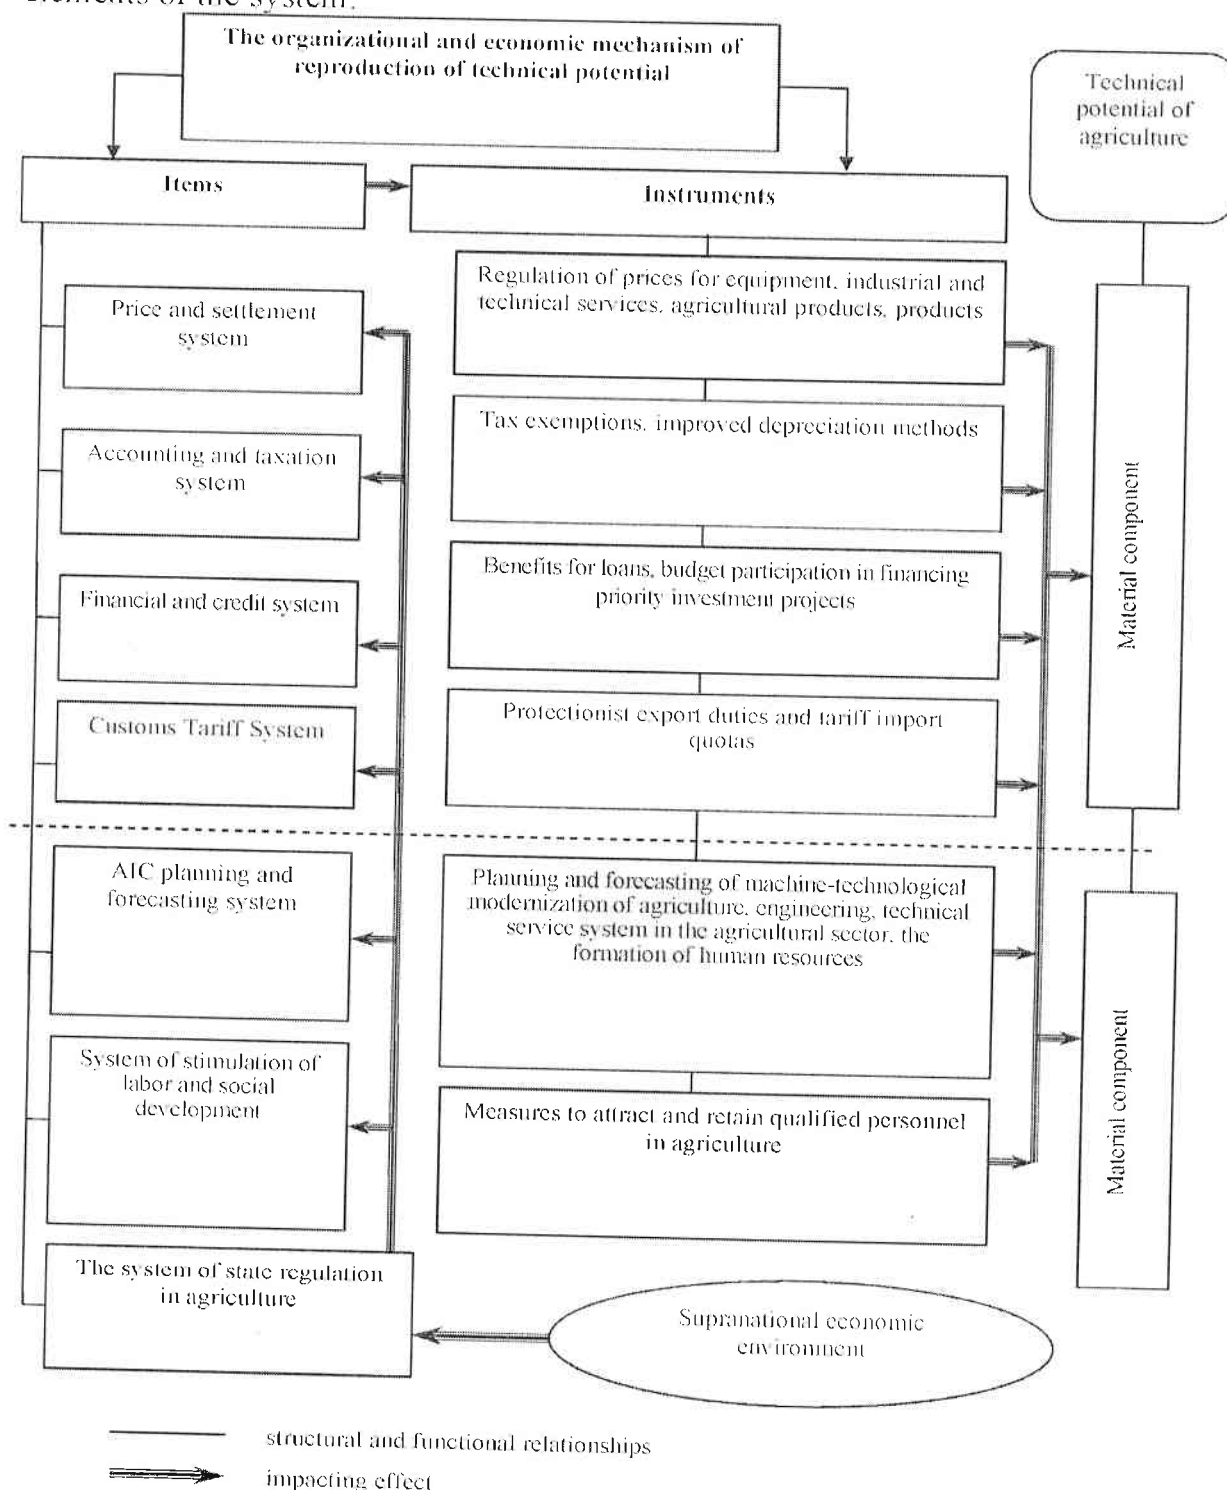 elements of the system.
The organizational and economic mechanism of
reproduction of technical potential
Technical
potential of
agriculture
Items
Instruments
Price and settlement
system
Accounting and taxation
system
Financial and credit system
Customs Tariff System
AIC planning and
forecasting system
System of stimulation of
labor and social
development
The system of state regulation
in agriculture
Regulation of prices for equipment, industrial and
technical services, agricultural products, products
Tax exemptions, improved depreciation methods
Benefits for loans, budget participation in financing
priority investment projects
Protectionist export duties and tariff import
quotas
Planning and forecasting of machine-technological
modernization of agriculture, engineering, technical
service system in the agricultural sector, the
formation of human resources
Measures to attract and retain qualified personnel
in agriculture
Material component
Material component
Supranational economic
environment
structural and functional relationships
impacting effect